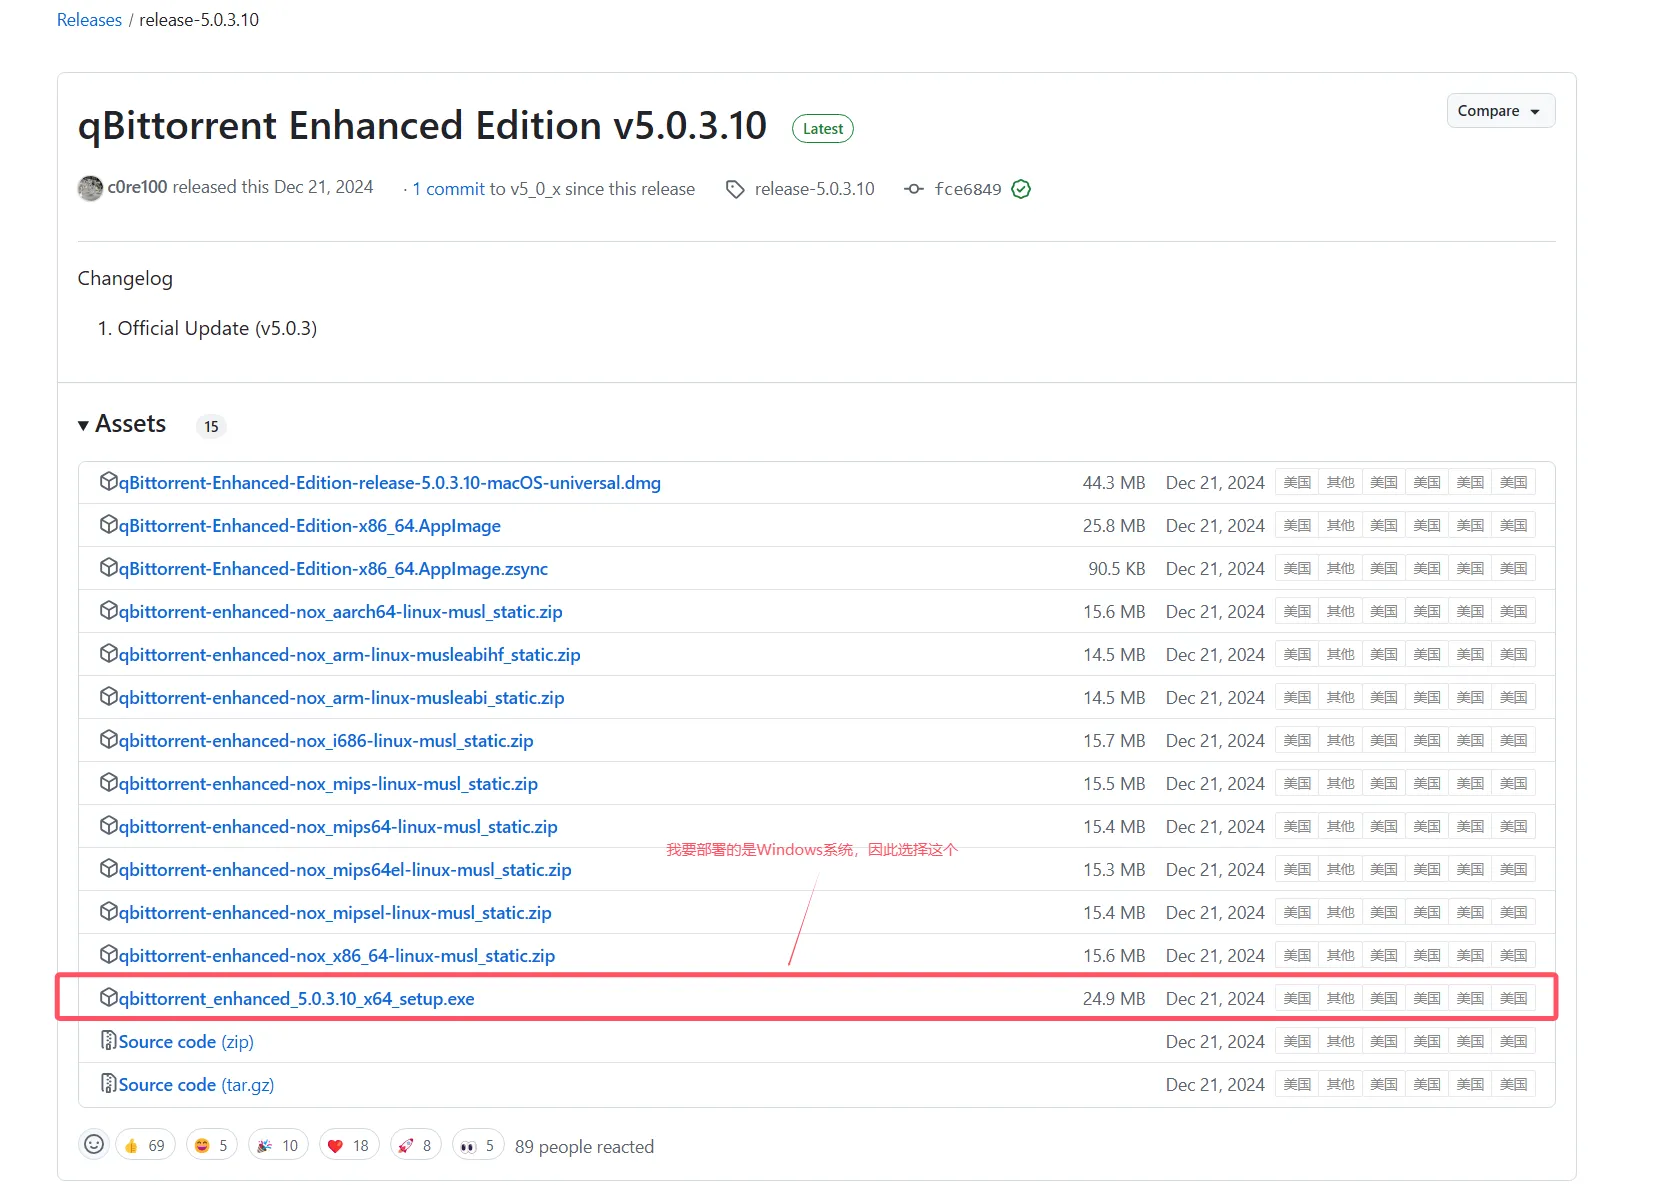 Releases / release-5.0.3.10
qBittorrent Enhanced Edition v5.0.3.10 Latest
Compare
c0re100 released this Dec 21, 2024 · 1 commit to v5_0_x since this release release-5.0.3.10 fce6849
Changelog
1. Official Update (v5.0.3)
Assets 15
qBittorrent-Enhanced-Edition-release-5.0.3.10-macOS-universal.dmg 44.3 MB Dec 21, 2024 美国 其他 美国 美国 美国 美国
qBittorrent-Enhanced-Edition-x86_64.AppImage 25.8 MB Dec 21, 2024 美国 其他 美国 美国 美国 美国
qBittorrent-Enhanced-Edition-x86_64.AppImage.zsync 90.5 KB Dec 21, 2024 美国 其他 美国 美国 美国 美国
qbittorrent-enhanced-nox_aarch64-linux-musl_static.zip 15.6 MB Dec 21, 2024 美国 其他 美国 美国 美国 美国
qbittorrent-enhanced-nox_arm-linux-musleabihf_static.zip 14.5 MB Dec 21, 2024 美国 其他 美国 美国 美国 美国
qbittorrent-enhanced-nox_arm-linux-musleabi_static.zip 14.5 MB Dec 21, 2024 美国 其他 美国 美国 美国 美国
qbittorrent-enhanced-nox_i686-linux-musl_static.zip 15.7 MB Dec 21, 2024 美国 其他 美国 美国 美国 美国
qbittorrent-enhanced-nox_mips-linux-musl_static.zip 15.5 MB Dec 21, 2024 美国 其他 美国 美国 美国 美国
qbittorrent-enhanced-nox_mips64-linux-musl_static.zip 15.4 MB Dec 21, 2024 美国 其他 美国 美国 美国 美国
我要部署的是Windows系统，因此选择这个
qbittorrent-enhanced-nox_mips64el-linux-musl_static.zip 15.3 MB Dec 21, 2024 美国 其他 美国 美国 美国 美国
qbittorrent-enhanced-nox_mipsel-linux-musl_static.zip 15.4 MB Dec 21, 2024 美国 其他 美国 美国 美国 美国
qbittorrent-enhanced-nox_x86_64-linux-musl_static.zip 15.6 MB Dec 21, 2024 美国 其他 美国 美国 美国 美国
qbittorrent_enhanced_5.0.3.10_x64_setup.exe 24.9 MB Dec 21, 2024 美国 其他 美国 美国 美国 美国
Source code (zip) Dec 21, 2024 美国 其他 美国 美国 美国 美国
Source code (tar.gz) Dec 21, 2024 美国 其他 美国 美国 美国 美国
69 5 10 18 8 5 89 people reacted